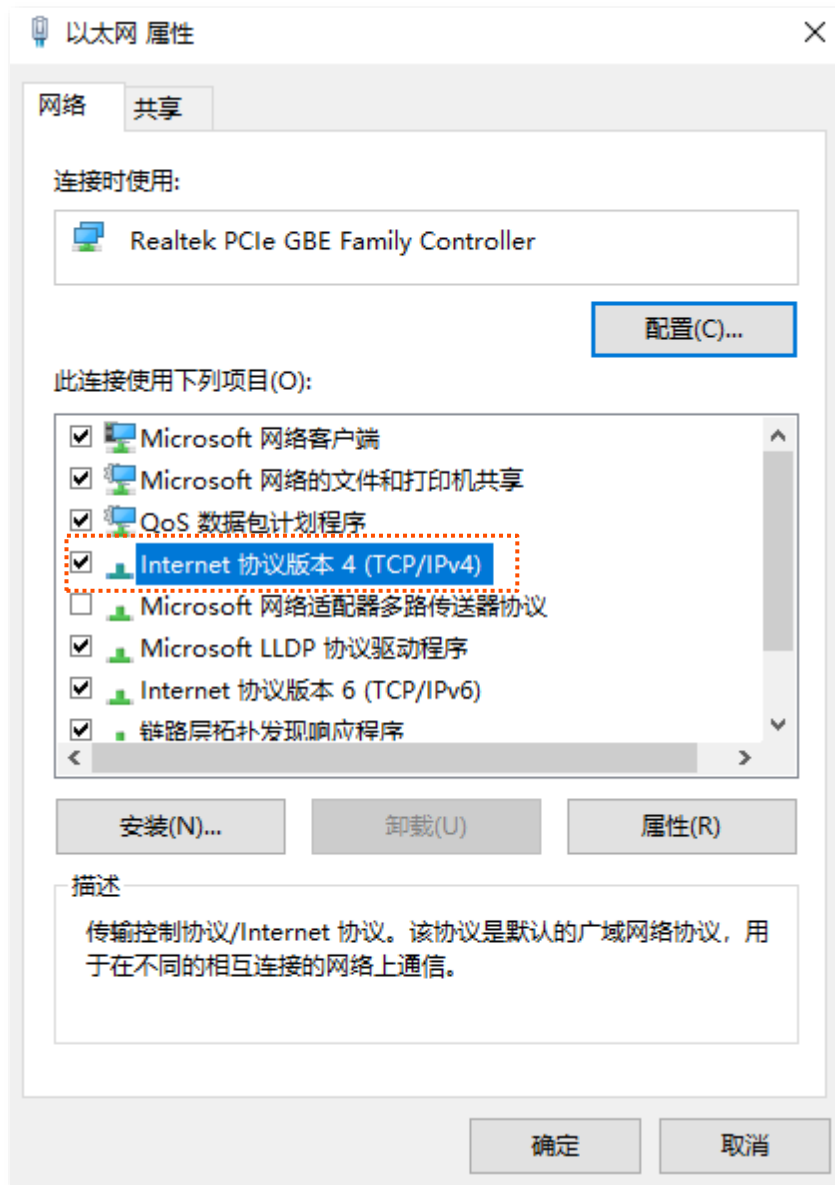 以太网 属性
网络
共享
连接时使用:
Realtek PCIe GBE Family Controller
配置(C)...
此连接使用下列项目(O):
Microsoft 网络客户端
Microsoft 网络的文件和打印机共享
QoS 数据包计划程序
Internet 协议版本 4 (TCP/IPv4)
Microsoft 网络适配器多路传送器协议
Microsoft LLDP 协议驱动程序
Internet 协议版本 6 (TCP/IPv6)
链路层拓扑发现响应程序
安装(N)...
卸载(U)
属性(R)
描述
传输控制协议/Internet 协议。该协议是默认的广域网络协议，用
于在不同的相互连接的网络上通信。
确定
取消